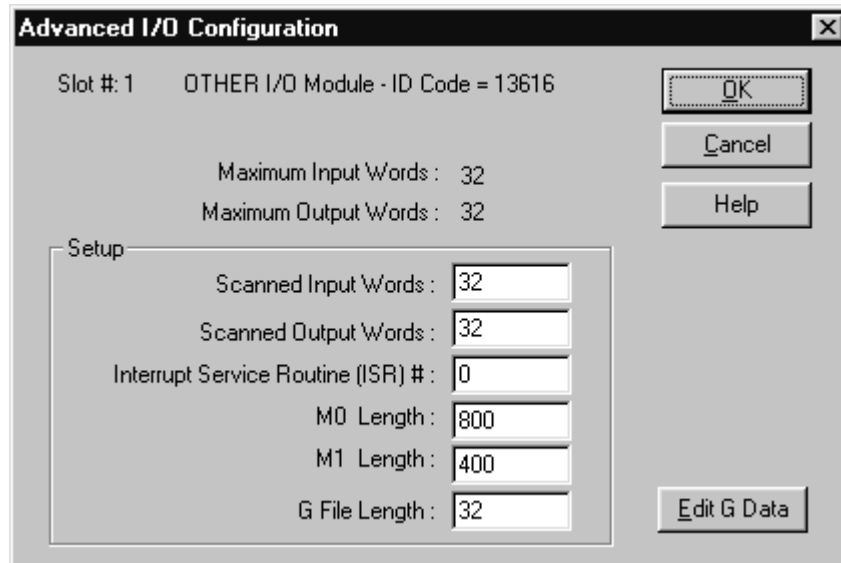 Advanced I/O Configuration
Slot #: 1 OTHER I/O Module - ID Code = 13616
OK
Cancel
Help
Maximum Input Words : 32
Maximum Output Words : 32
Setup
Scanned Input Words : 32
Scanned Output Words : 32
Interrupt Service Routine (ISR) # : 0
M0 Length : 800
M1 Length : 400
G File Length : 32
Edit G Data